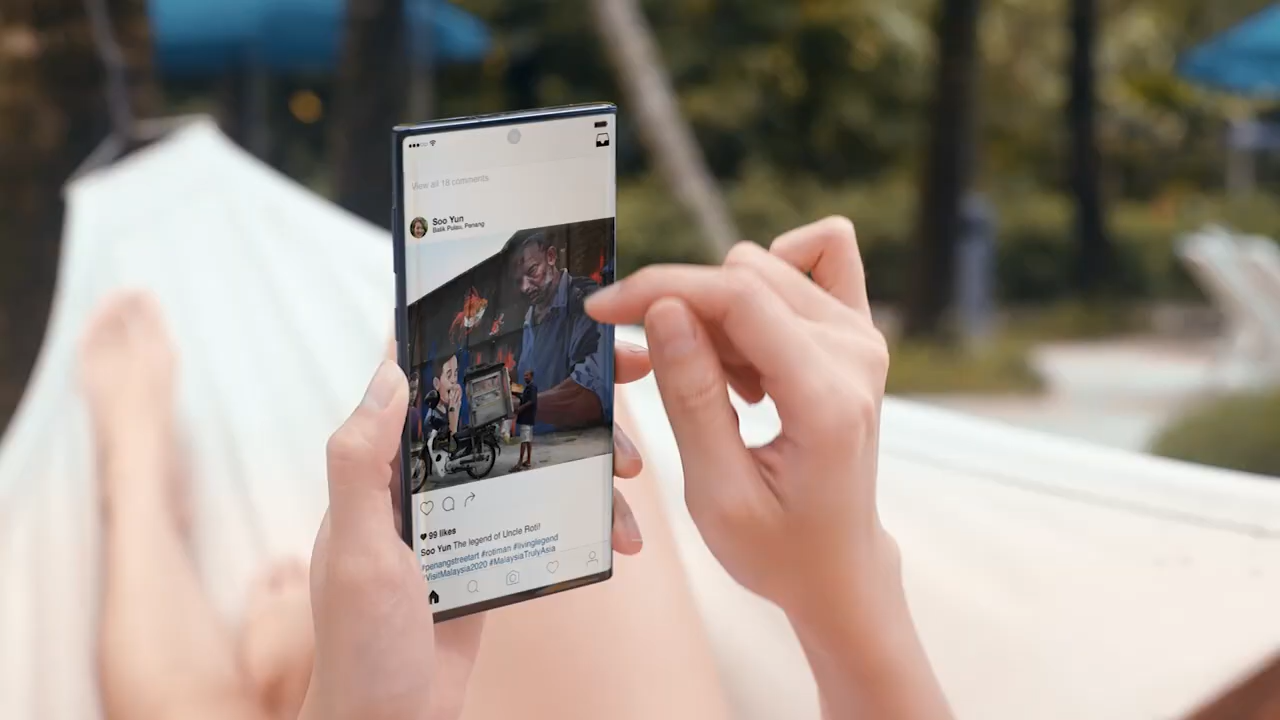 View all 18 comments
Soo Yun
Balik Pulau, Penang
99 likes
Soo Yun The legend of Uncle Roti!
#penangstreetart #rotiman #livinglegend
#VisitMalaysia2020 #MalaysiaTrulyAsia